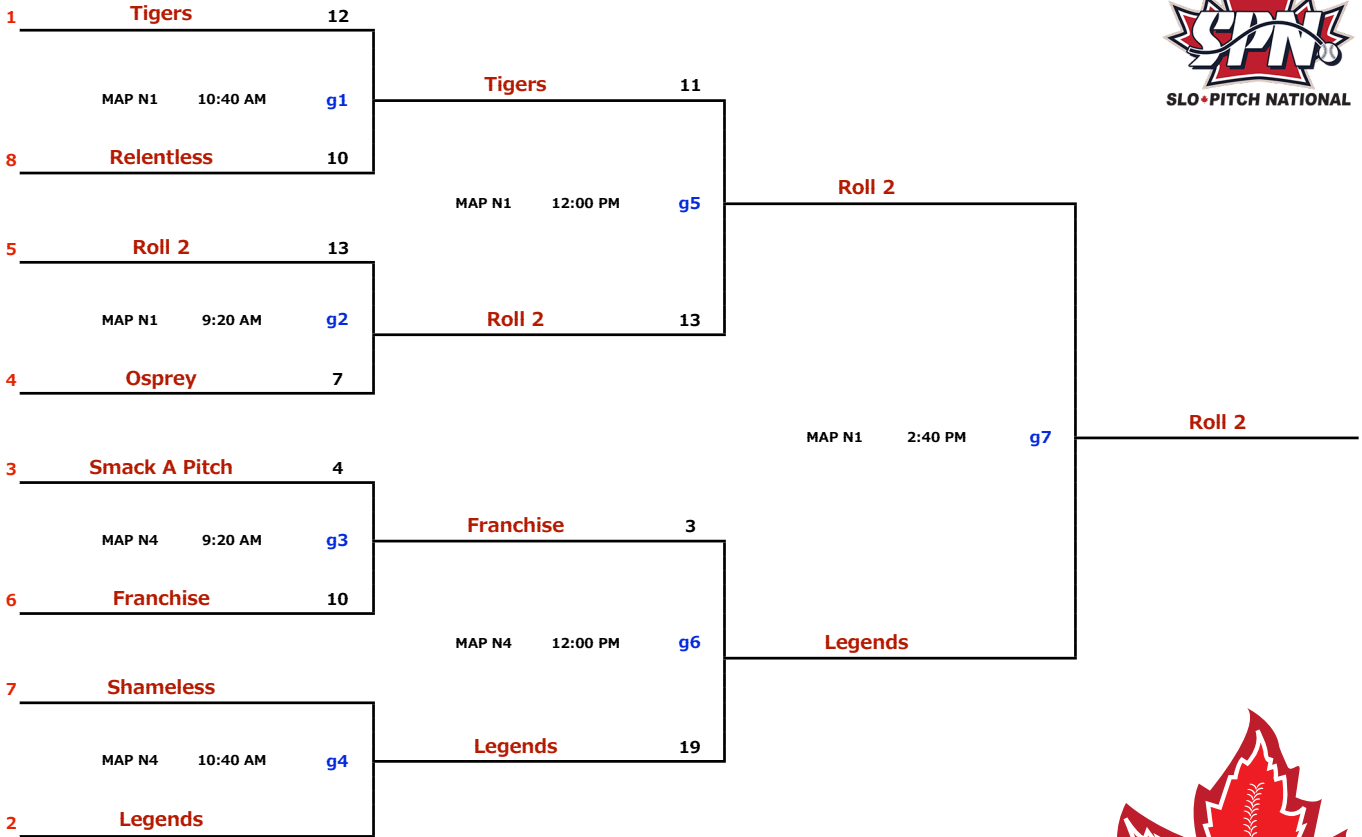 1 Tigers 12
MAP N1 10:40 AM g1
8 Relentless 10
5 Roll 2 13
MAP N1 9:20 AM g2
4 Osprey 7
3 Smack A Pitch 4
MAP N4 9:20 AM g3
6 Franchise 10
7 Shameless
MAP N4 10:40 AM g4
2 Legends
Tigers 11
MAP N1 12:00 PM g5
Roll 2 13
Franchise 3
MAP N4 12:00 PM g6
Legends 19
Roll 2
MAP N1 2:40 PM g7
Legends
Roll 2
SPN
SLO PITCH NATIONAL